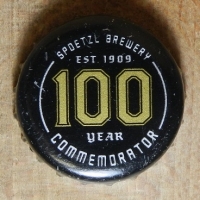 SPOETZL BREWERY
EST. 1909
100
YEAR
COMMEMORATOR